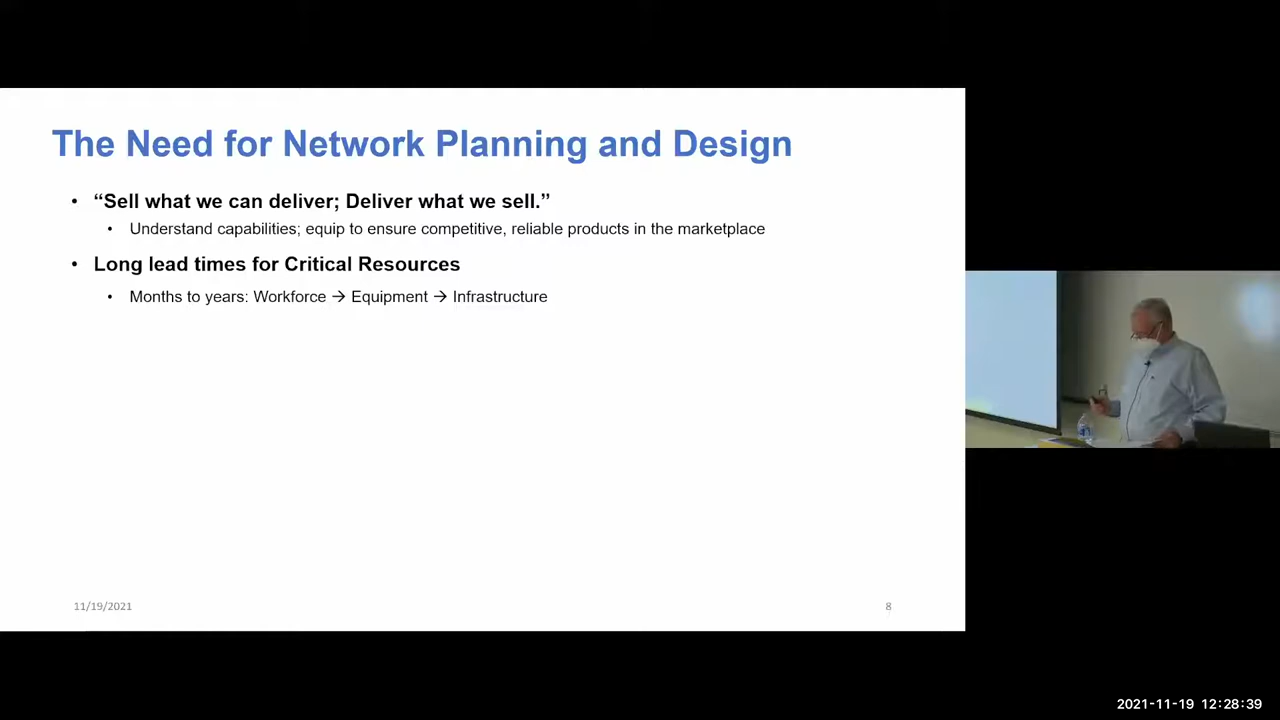 The Need for Network Planning and Design
• “Sell what we can deliver; Deliver what we sell.”
• Understand capabilities; equip to ensure competitive, reliable products in the marketplace
• Long lead times for Critical Resources
• Months to years: Workforce → Equipment → Infrastructure
11/19/2021
8
2021-11-19 12:28:39